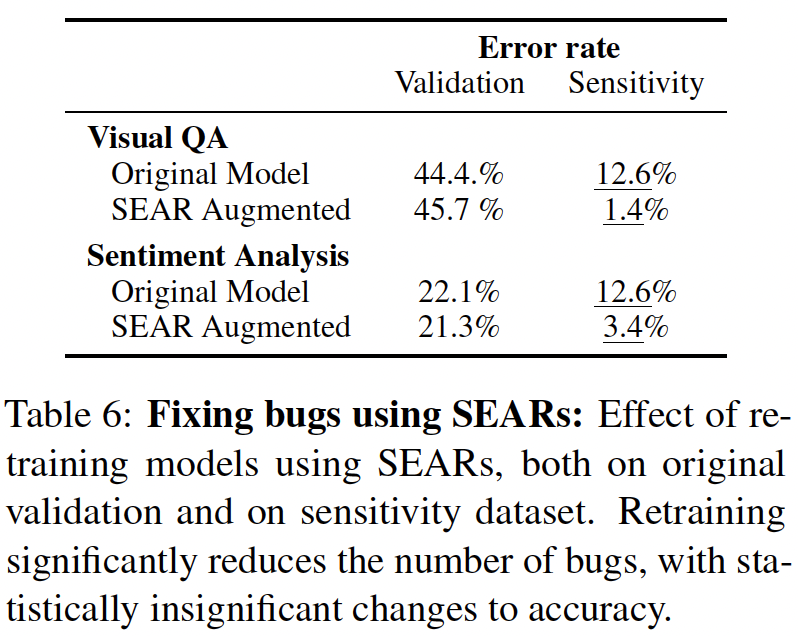 Error rate
Validation Sensitivity
Visual QA
Original Model 44.4.% 12.6%
SEAR Augmented 45.7 % 1.4%
Sentiment Analysis
Original Model 22.1% 12.6%
SEAR Augmented 21.3% 3.4%
Table 6: Fixing bugs using SEARs: Effect of re-
training models using SEARs, both on original
validation and on sensitivity dataset. Retraining
significantly reduces the number of bugs, with sta-
tistically insignificant changes to accuracy.